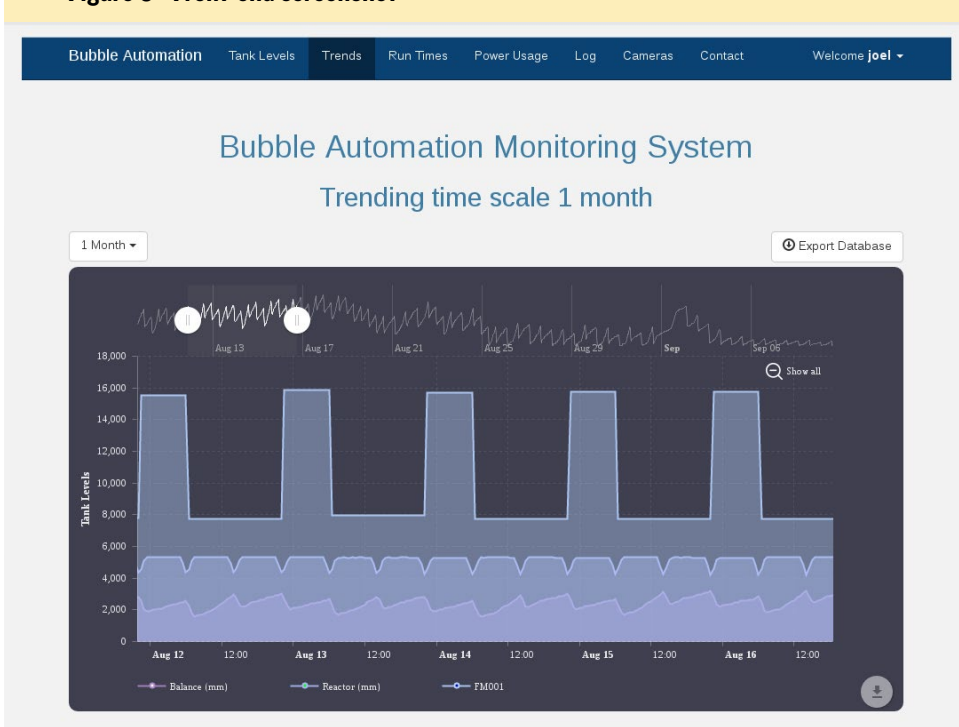 Figure 3 - Front-end screenshot
Bubble Automation Tank Levels Trends Run Times Power Usage Log Cameras Contact Welcome joel
Bubble Automation Monitoring System
Trending time scale 1 month
1 Month
Export Database
Aug 13 Aug 17 Aug 21 Aug 25 Aug 29 Sep Sep 06
Show all
18,000
16,000
14,000
12,000
10,000
8,000
6,000
4,000
2,000
0
Tank Levels
Aug 12 12:00 Aug 13 12:00 Aug 14 12:00 Aug 15 12:00 Aug 16 12:00
Balance (mm) Reactor (mm) FM001